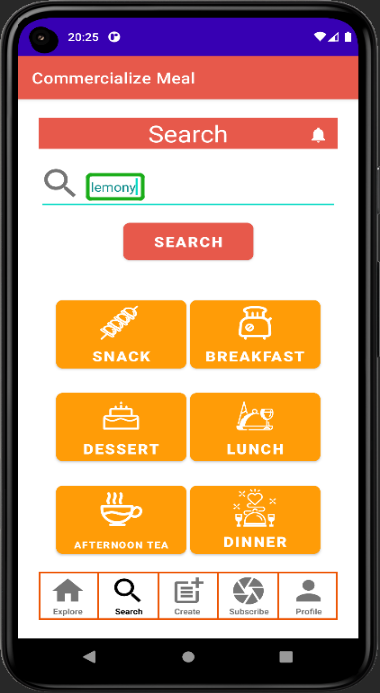 20:25
Commercialize Meal
Search
lemony
SEARCH
SNACK
BREAKFAST
DESSERT
LUNCH
AFTERNOON TEA
DINNER
Explore
Search
Create
Subscribe
Profile